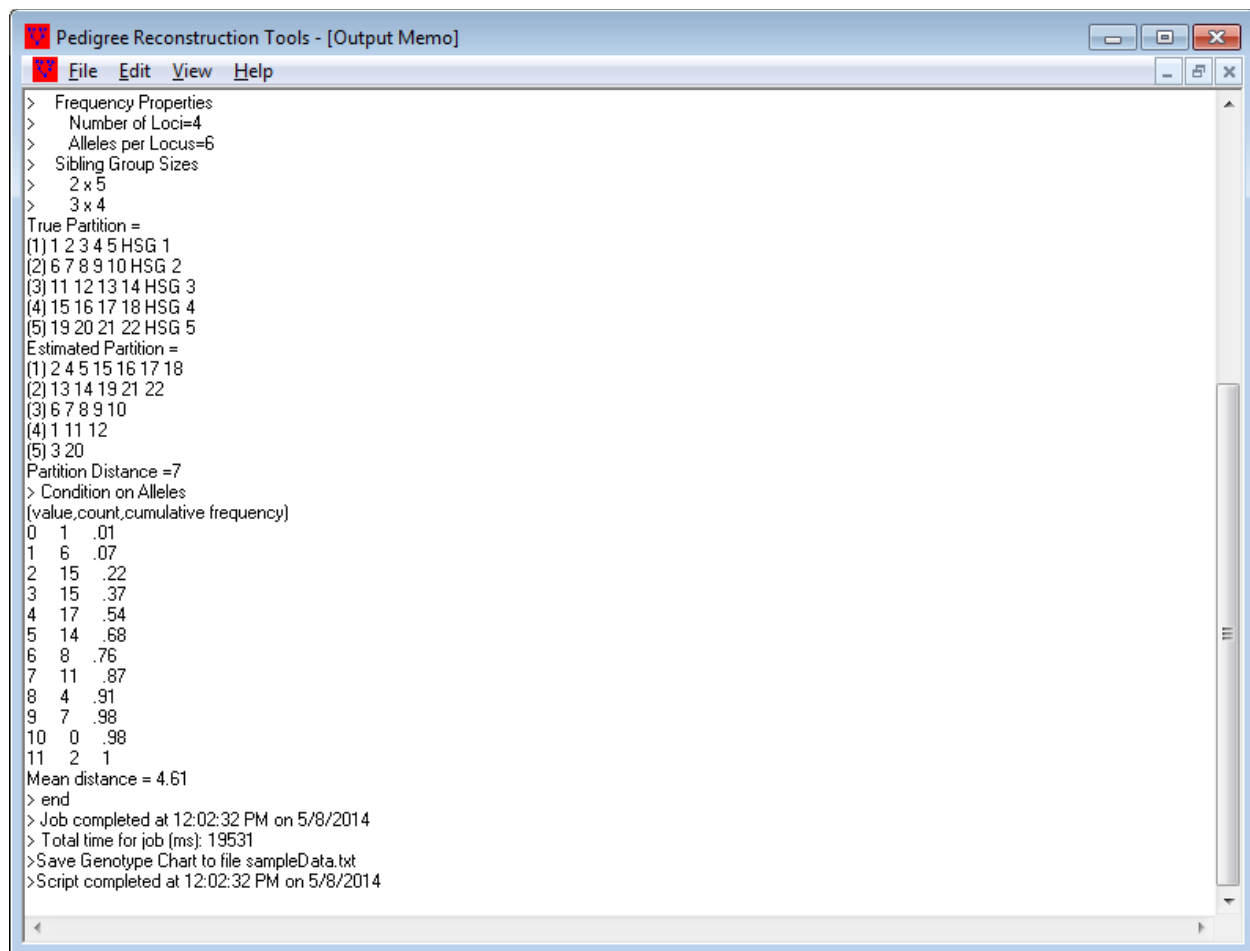 Pedigree Reconstruction Tools - [Output Memo]
File Edit View Help
> Frequency Properties
> Number of Loci=4
> Alleles per Locus=6
> Sibling Group Sizes
> 2 x 5
> 3 x 4
True Partition =
(1) 1 2 3 4 5 HSG 1
(2) 6 7 8 9 10 HSG 2
(3) 11 12 13 14 HSG 3
(4) 15 16 17 18 HSG 4
(5) 19 20 21 22 HSG 5
Estimated Partition =
(1) 2 4 5 15 16 17 18
(2) 13 14 19 21 22
(3) 6 7 8 9 10
(4) 1 11 12
(5) 3 20
Partition Distance =7
> Condition on Alleles
(value,count,cumulative frequency)
0 1 .01
1 6 .07
2 15 .22
3 15 .37
4 17 .54
5 14 .68
6 8 .76
7 11 .87
8 4 .91
9 7 .98
10 0 .98
11 2 1
Mean distance = 4.61
> end
> Job completed at 12:02:32 PM on 5/8/2014
> Total time for job (ms): 19531
>Save Genotype Chart to file sampleData.txt
>Script completed at 12:02:32 PM on 5/8/2014